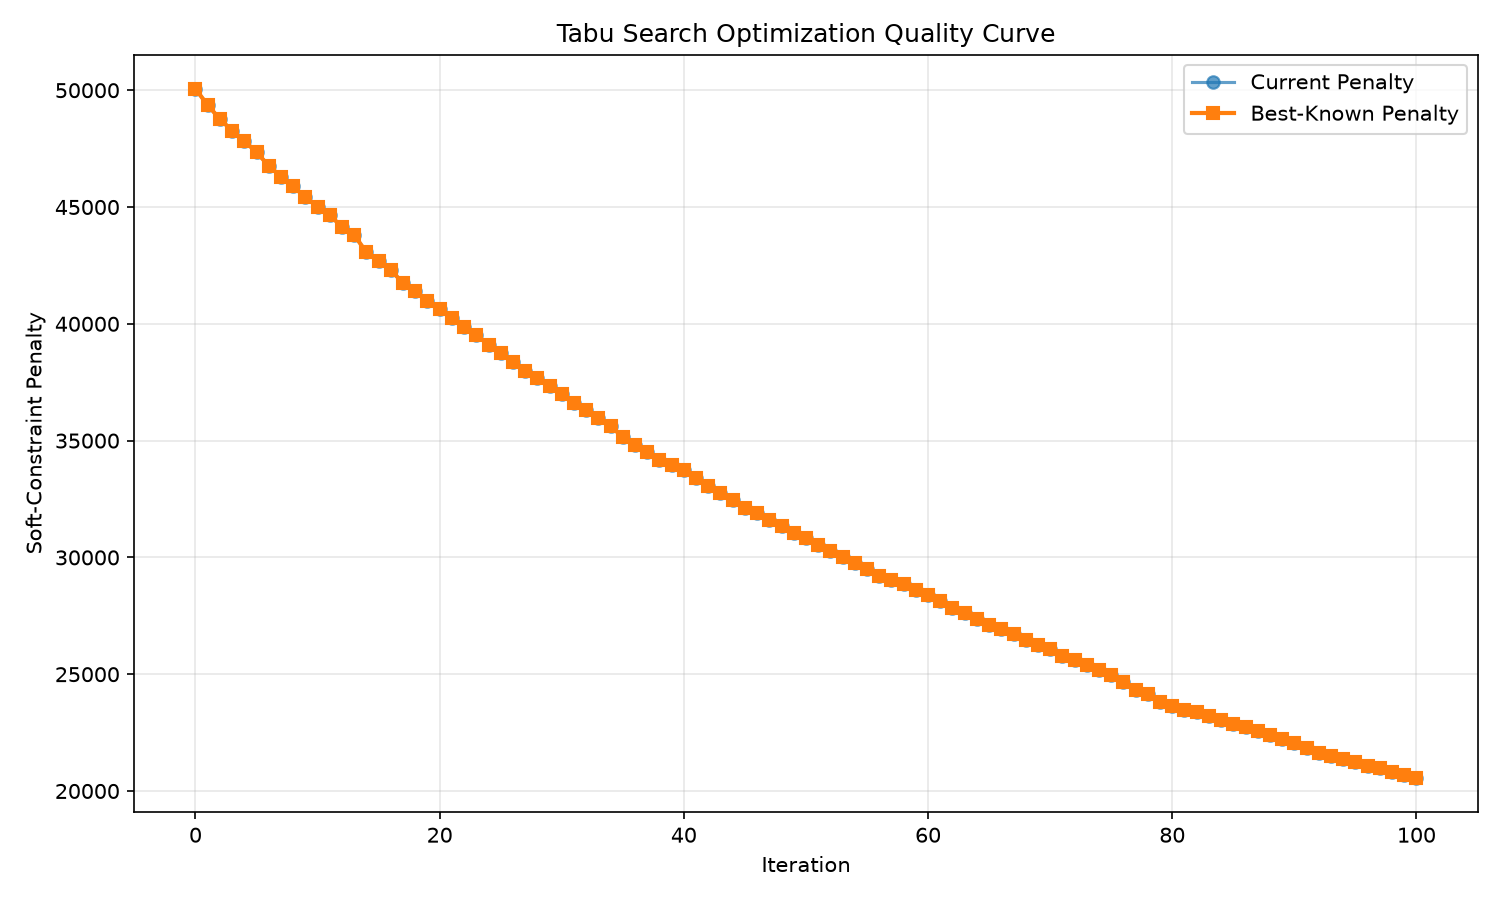 Tabu Search Optimization Quality Curve
Current Penalty
Best-Known Penalty
Soft-Constraint Penalty
50000
45000
40000
35000
30000
25000
20000
0 20 40 60 80 100
Iteration